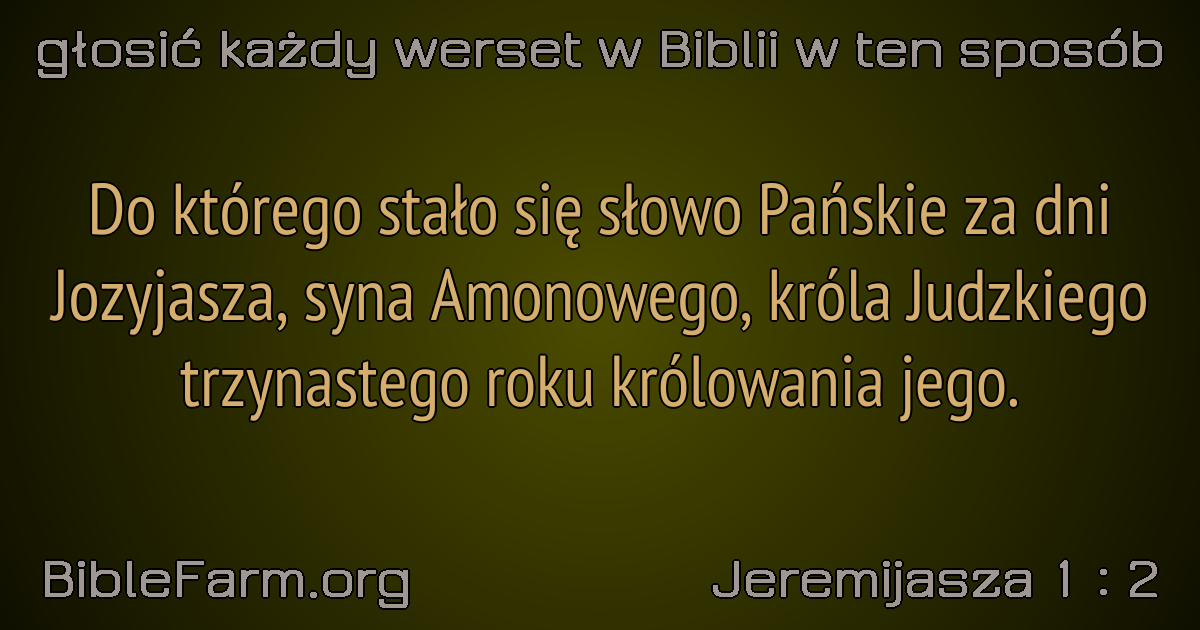 głosić każdy werset w Biblii w ten sposób
Do którego stało się słowo Pańskie za dni
Jozyjasza, syna Amonowego, króla Judzkiego
trzynastego roku królowania jego.
BibleFarm.org
Jeremijasza 1 : 2